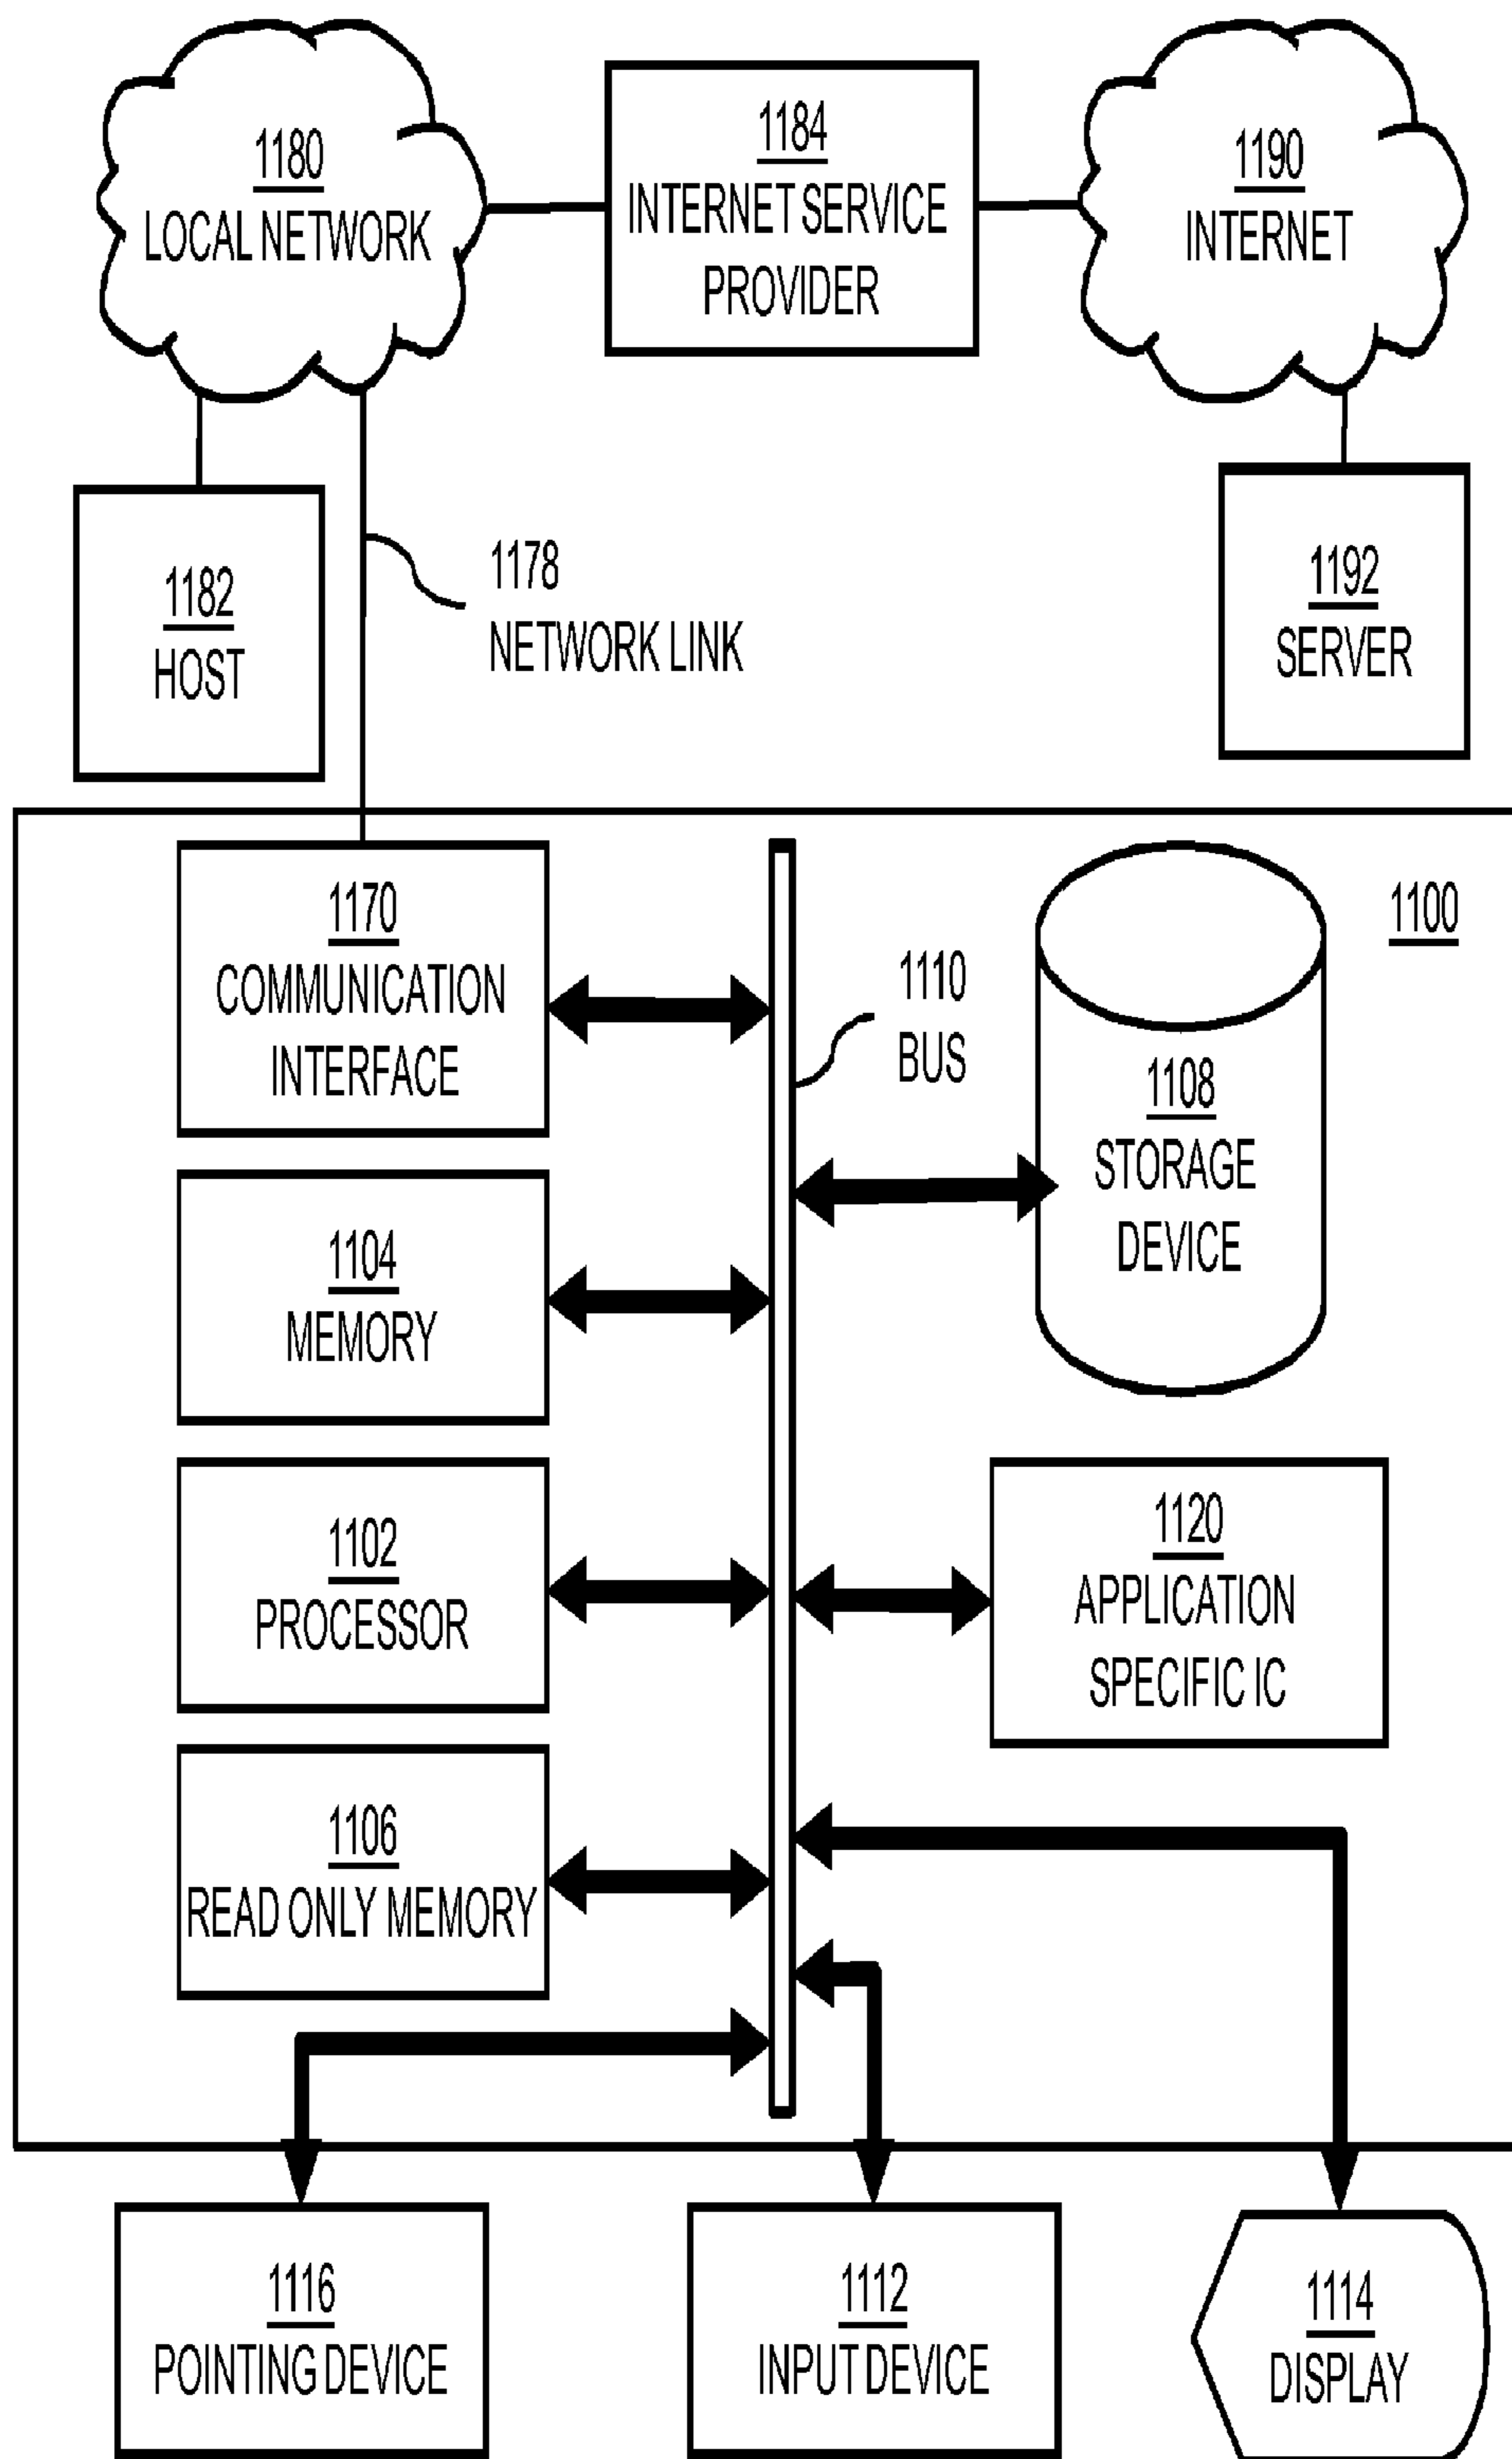 1180
LOCAL NETWORK
1184
INTERNET SERVICE
PROVIDER
1190
INTERNET
1182
HOST
1178
NETWORK LINK
1192
SERVER
1100
1170
COMMUNICATION
INTERFACE
1110
BUS
1108
STORAGE
DEVICE
1104
MEMORY
1102
PROCESSOR
1120
APPLICATION
SPECIFIC IC
1106
READ ONLY MEMORY
1116
POINTING DEVICE
1112
INPUT DEVICE
1114
DISPLAY